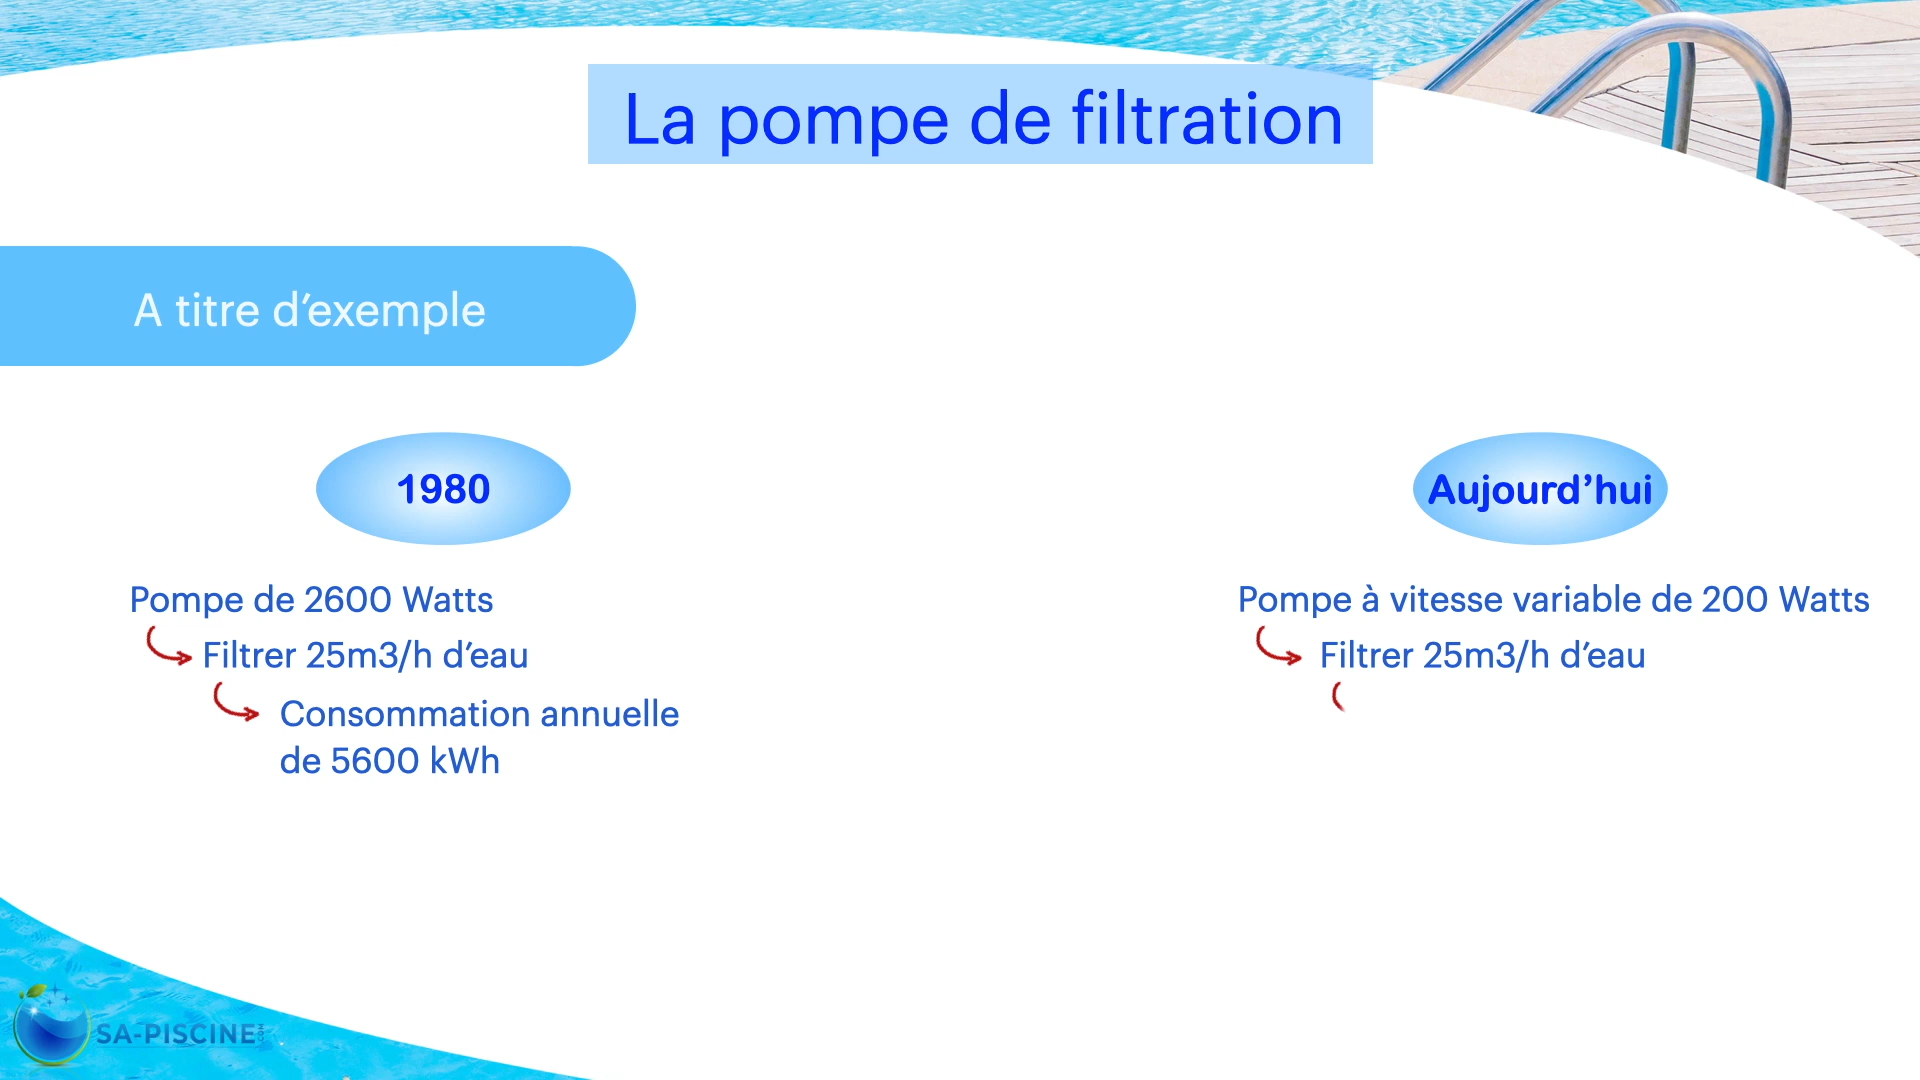 La pompe de filtration
A titre d’exemple
1980
Pompe de 2600 Watts
Filtrer 25m3/h d’eau
Consommation annuelle
de 5600 kWh
Aujourd’hui
Pompe à vitesse variable de 200 Watts
Filtrer 25m3/h d’eau
SA-PISCINE.COM